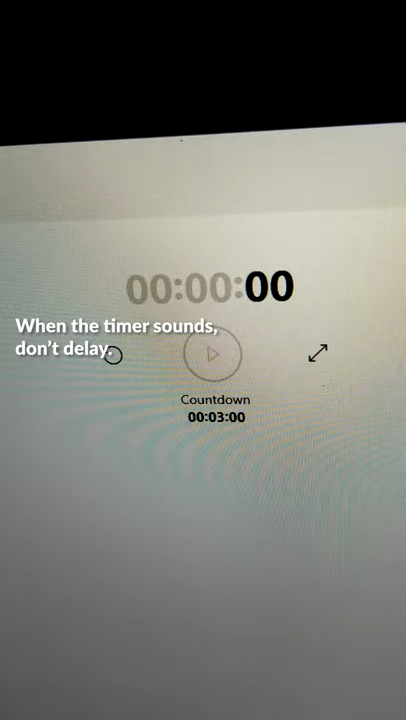 00:00:00
When the timer sounds,
don't delay.
Countdown
00:03:00